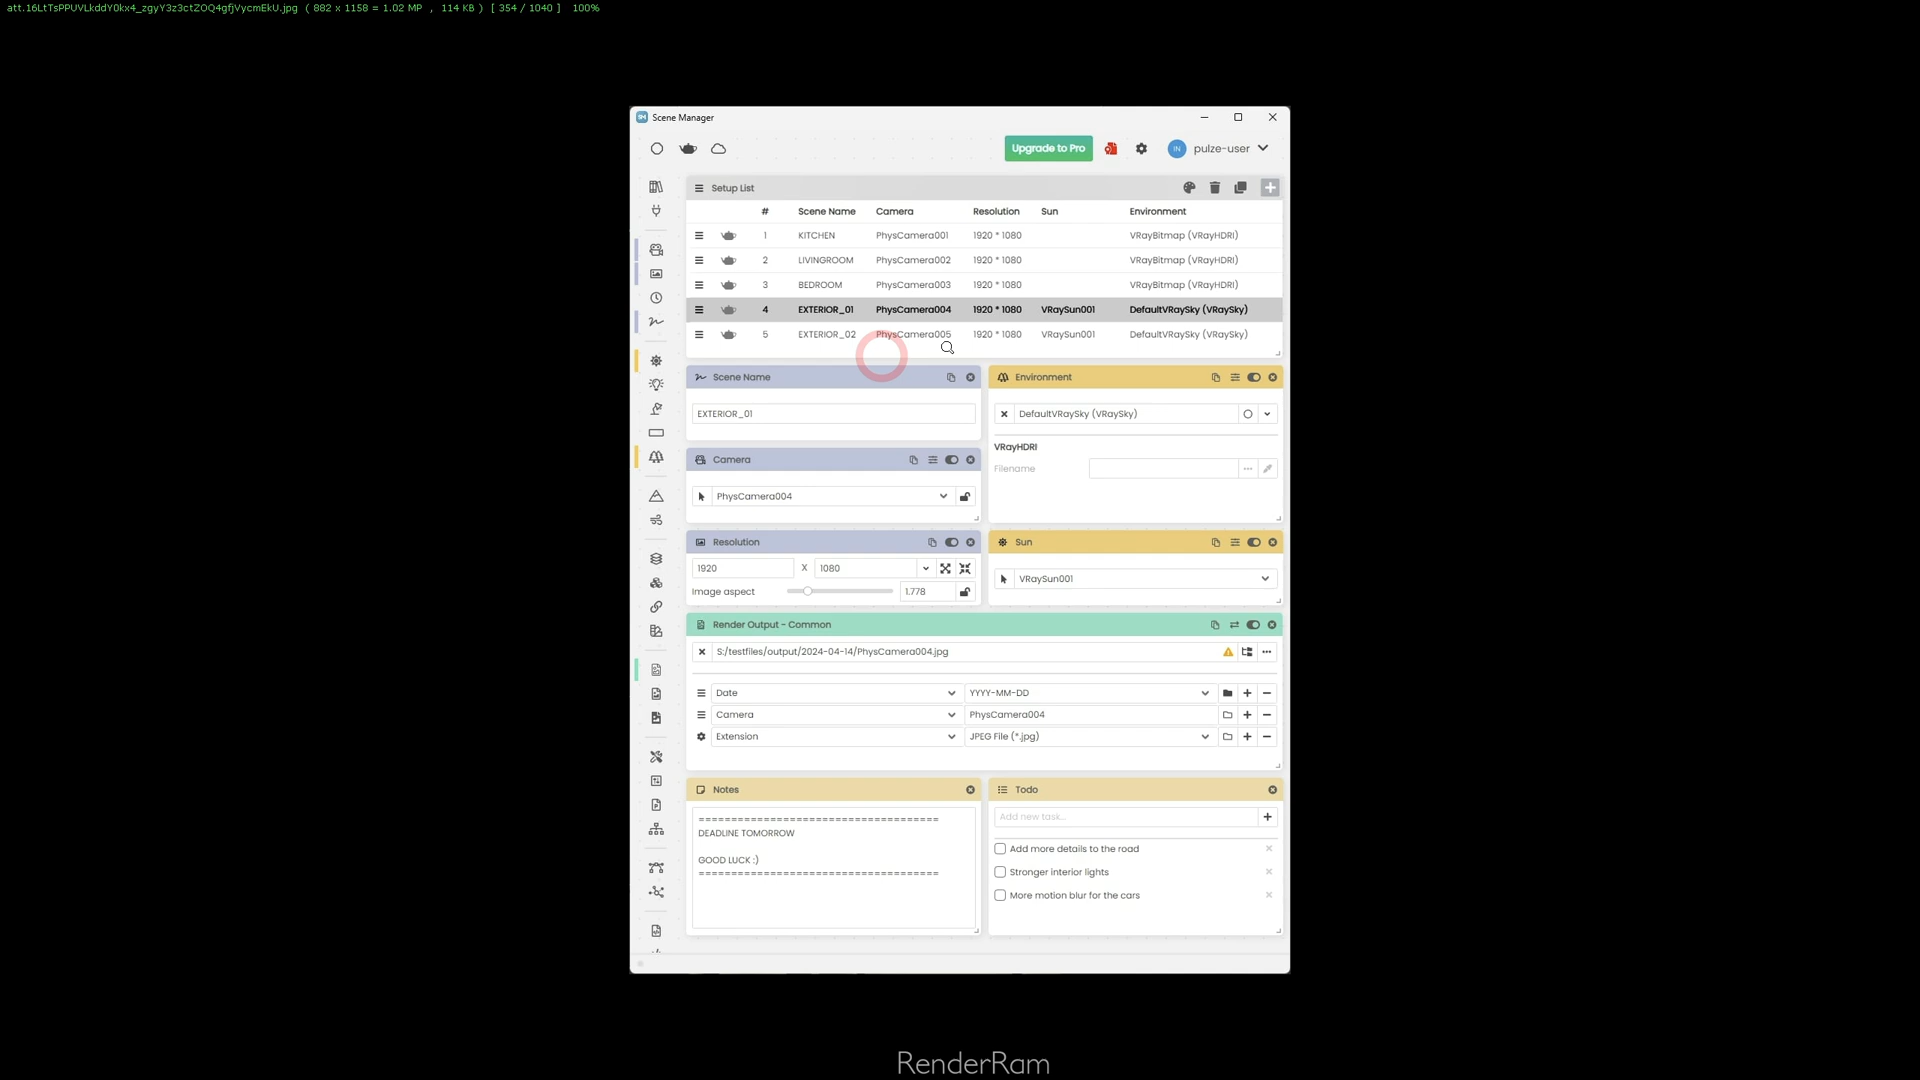 att.16LtTsPPUVLkddY0kx4_zgyY3z3ctZOQ4gfjVycmEkU.jpg ( 882 x 1158 = 1.02 MP , 114 KB ) [ 354 / 1040 ] 100%
SM Scene Manager
Upgrade to Pro IN pulze-user
Setup List
# Scene Name Camera Resolution Sun Environment
1 KITCHEN PhysCamera001 1920 * 1080 VRayBitmap (VRayHDRI)
2 LIVINGROOM PhysCamera002 1920 * 1080 VRayBitmap (VRayHDRI)
3 BEDROOM PhysCamera003 1920 * 1080 VRayBitmap (VRayHDRI)
4 EXTERIOR_01 PhysCamera004 1920 * 1080 VRaySun001 DefaultVRaySky (VRaySky)
5 EXTERIOR_02 PhysCamera005 1920 * 1080 VRaySun001 DefaultVRaySky (VRaySky)
Scene Name
EXTERIOR_01
Camera
PhysCamera004
Resolution
1920 X 1080
Image aspect 1.778
Environment
DefaultVRaySky (VRaySky)
VRayHDRI
Filename
Sun
VRaySun001
Render Output - Common
S:/testfiles/output/2024-04-14/PhysCamera004.jpg
Date YYYY-MM-DD
Camera PhysCamera004
Extension JPEG File (*.jpg)
Notes
=====================================
DEADLINE TOMORROW
GOOD LUCK :)
=====================================
Todo
Add new task...
Add more details to the road
Stronger interior lights
More motion blur for the cars
RenderRam